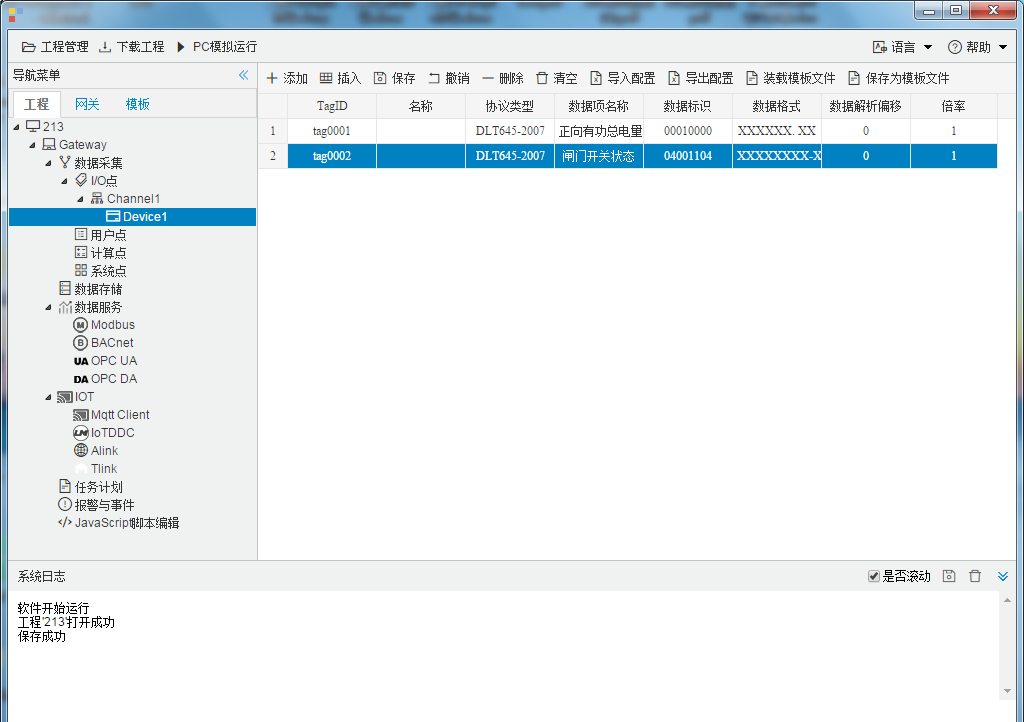 工程管理 下载工程 PC模拟运行 语言 帮助
导航菜单
工程 网关 模板
添加 插入 保存 撤销 删除 清空 导入配置 导出配置 装载模板文件 保存为模板文件
TagID 名称 协议类型 数据项名称 数据标识 数据格式 数据解析偏移 倍率
1 tag0001 DLT645-2007 正向有功总电量 00010000 XXXXXX. XX 0 1
2 tag0002 DLT645-2007 闸门开关状态 04001104 XXXXXXXX-X 0 1
213
Gateway
数据采集
I/O点
Channel1
Device1
用户点
计算点
系统点
数据存储
数据服务
M Modbus
B BACnet
UA OPC UA
DA OPC DA
IOT
Mqtt Client
IoTDDC
Alink
Tlink
任务计划
报警与事件
</> JavaScript脚本编辑
系统日志 是否滚动
软件开始运行
工程'213'打开成功
保存成功